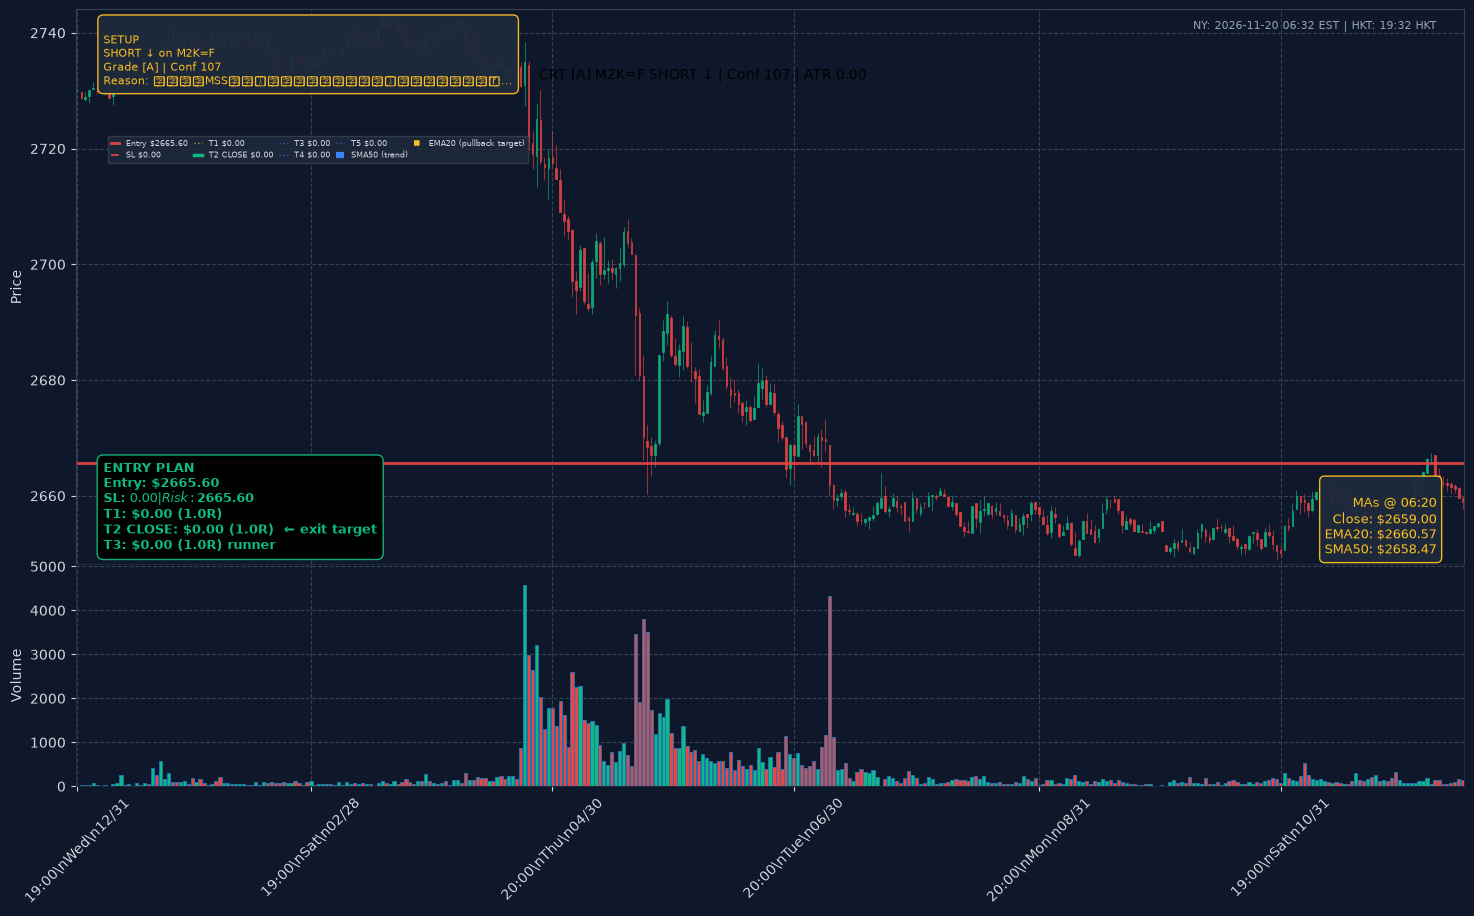 NY: 2026-11-20 06:32 EST | HKT: 19:32 HKT
SETUP
SHORT ↓ on M2K=F
Grade [A] | Conf 107
Reason: MSS...
CRT [A] M2K=F SHORT ↓ | Conf 107 | ATR 0.00
Entry $2665.60 T1 $0.00 T3 $0.00 T5 $0.00 EMA20 (pullback target)
SL $0.00 T2 CLOSE $0.00 T4 $0.00 SMA50 (trend)
Price
2740
2720
2700
2680
2660
ENTRY PLAN
Entry: $2665.60
SL: 0.00|Risk:2665.60
T1: $0.00 (1.0R)
T2 CLOSE: $0.00 (1.0R) ← exit target
T3: $0.00 (1.0R) runner
MAs @ 06:20
Close: $2659.00
EMA20: $2660.57
SMA50: $2658.47
Volume
5000
4000
3000
2000
1000
0
19:00\nWed\n12/31
19:00\nSat\n02/28
20:00\nThu\n04/30
20:00\nTue\n06/30
20:00\nMon\n08/31
19:00\nSat\n10/31